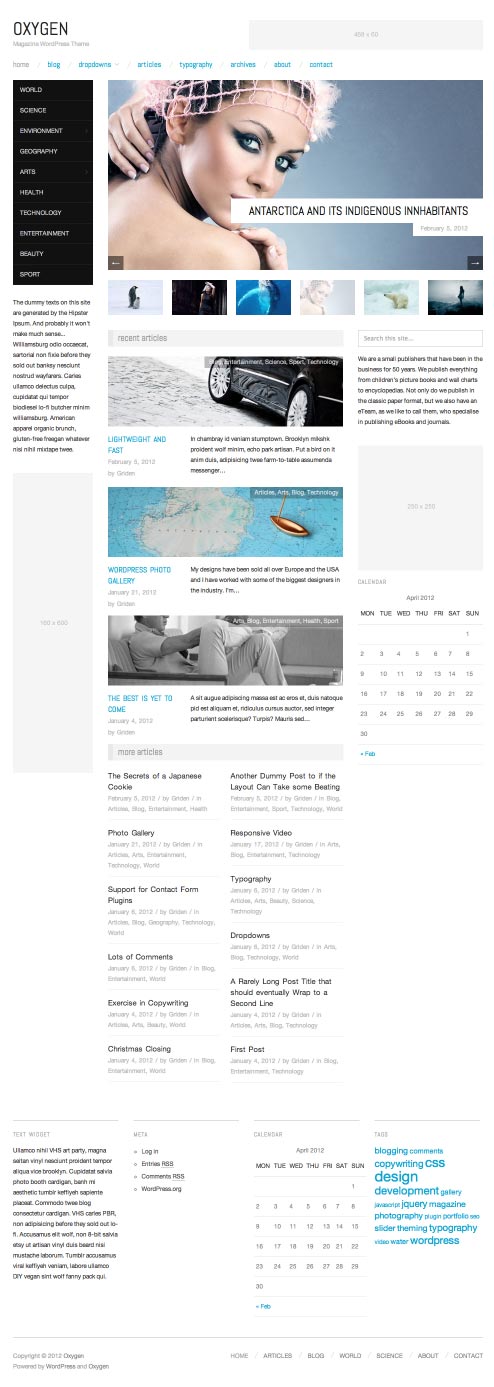 OXYGEN
Magazine WordPress Theme
468 x 60
home / blog / dropdowns / articles / typography / archives / about / contact
WORLD
SCIENCE
ENVIRONMENT
GEOGRAPHY
ARTS
HEALTH
TECHNOLOGY
ENTERTAINMENT
BEAUTY
SPORT
The dummy texts on this site
are generated by the Hipster
Ipsum. And probably it won't
make much sense...
Williamsburg odio occaecat,
sartorial non fixie before they
sold out banksy nesciunt
nostrud wayfarers. Carles
ullamco delectus culpa,
cupidatat qui tempor
biodiesel lo-fi butcher minim
williamsburg. American
apparel organic brunch,
gluten-free freegan whatever
nisi nihil mixtape twee.
160 x 600
ANTARCTICA AND ITS INDIGENOUS INNHABITANTS
February 5, 2012
←
→
recent articles
Entertainment, Science, Sport, Technology
LIGHTWEIGHT AND
FAST
February 5, 2012
by Griden
In chambray id veniam stumptown. Brooklyn mlkshk
proident wolf minim, echo park artisan. Put a bird on it
anim duis, adipisicing twee farm-to-table assumenda
messenger...
Articles, Arts, Blog, Technology
WORDPRESS PHOTO
GALLERY
January 21, 2012
by Griden
My designs have been sold all over Europe and the USA
and I have worked with some of the biggest designers in
the industry. I'm...
Arts, Blog, Entertainment, Health, Sport
THE BEST IS YET TO
COME
January 4, 2012
by Griden
A sit augue adipiscing massa est ac eros et, duis natoque
pid est aliquam et, ridiculus cursus auctor, sed integer
parturient scelerisque? Turpis? Mauris sed...
more articles
The Secrets of a Japanese
Cookie
February 5, 2012 / by Griden / in
Articles, Blog, Entertainment, Health
Photo Gallery
January 21, 2012 / by Griden / in
Articles, Arts, Entertainment,
Technology, World
Support for Contact Form
Plugins
January 6, 2012 / by Griden / in
Articles, Blog, Geography, Technology,
World
Lots of Comments
January 6, 2012 / by Griden / in Blog,
Entertainment, World
Exercise in Copywriting
January 4, 2012 / by Griden / in
Articles, Arts, Beauty, World
Christmas Closing
January 4, 2012 / by Griden / in Blog,
Entertainment, World
Another Dummy Post to if the
Layout Can Take some Beating
February 5, 2012 / by Griden / in Blog,
Entertainment, Sport, Technology, World
Responsive Video
January 17, 2012 / by Griden / in Arts,
Blog, Entertainment, Technology
Typography
January 6, 2012 / by Griden / in
Articles, Arts, Beauty, Science,
Technology
Dropdowns
January 6, 2012 / by Griden / in Arts,
Blog, Technology, World
A Rarely Long Post Title that
should eventually Wrap to a
Second Line
January 4, 2012 / by Griden / in
Articles, Arts, Blog, Technology
First Post
January 4, 2012 / by Griden / in Blog,
Entertainment, Technology
Search this site...
We are a small publishers that have been in the
business for 50 years. We publish everything
from children's picture books and wall charts
to encyclopedias. Not only do we publish in
the classic paper format, but we also have an
eTeam, as we like to call them, who specialise
in publishing eBooks and journals.
250 x 250
CALENDAR
April 2012
MON TUE WED THU FRI SAT SUN
1
2 3 4 5 6 7 8
9 10 11 12 13 14 15
16 17 18 19 20 21 22
23 24 25 26 27 28 29
30
« Feb
TEXT WIDGET
Ullamco nihil VHS art party, magna
seitan vinyl nesciunt proident tempor
aliqua vice brooklyn. Cupidatat salvia
photo booth cardigan, banh mi
aesthetic tumblr keffiyeh sapiente
placeat. Commodo twee blog
consectetur cardigan. VHS carles PBR,
non adipisicing before they sold out lo-
fi. Accusamus elit wolf, non 8-bit salvia
etsy ut artisan vinyl duis beard nisi
mustache laborum. Tumblr accusamus
viral keffiyeh veniam, labore ullamco
DIY vegan sint wolf fanny pack qui.
META
Log in
Entries RSS
Comments RSS
WordPress.org
CALENDAR
April 2012
MON TUE WED THU FRI SAT SUN
1
2 3 4 5 6 7 8
9 10 11 12 13 14 15
16 17 18 19 20 21 22
23 24 25 26 27 28 29
30
« Feb
TAGS
blogging comments
copywriting css
design
development gallery
javascript jquery magazine
photography plugin portfolio seo
slider theming typography
video water wordpress
Copyright © 2012 Oxygen
Powered by WordPress and Oxygen
HOME / ARTICLES / BLOG / WORLD / SCIENCE / ABOUT / CONTACT